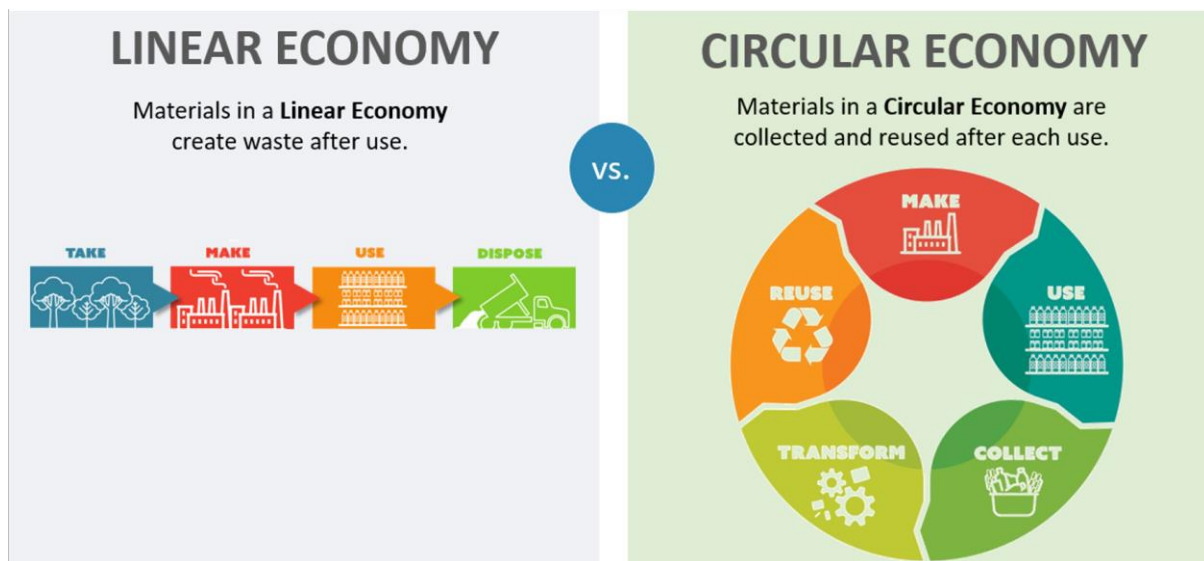 LINEAR ECONOMY
Materials in a Linear Economy
create waste after use.
TAKE
MAKE
USE
DISPOSE
vs.
CIRCULAR ECONOMY
Materials in a Circular Economy are
collected and reused after each use.
MAKE
USE
COLLECT
TRANSFORM
REUSE